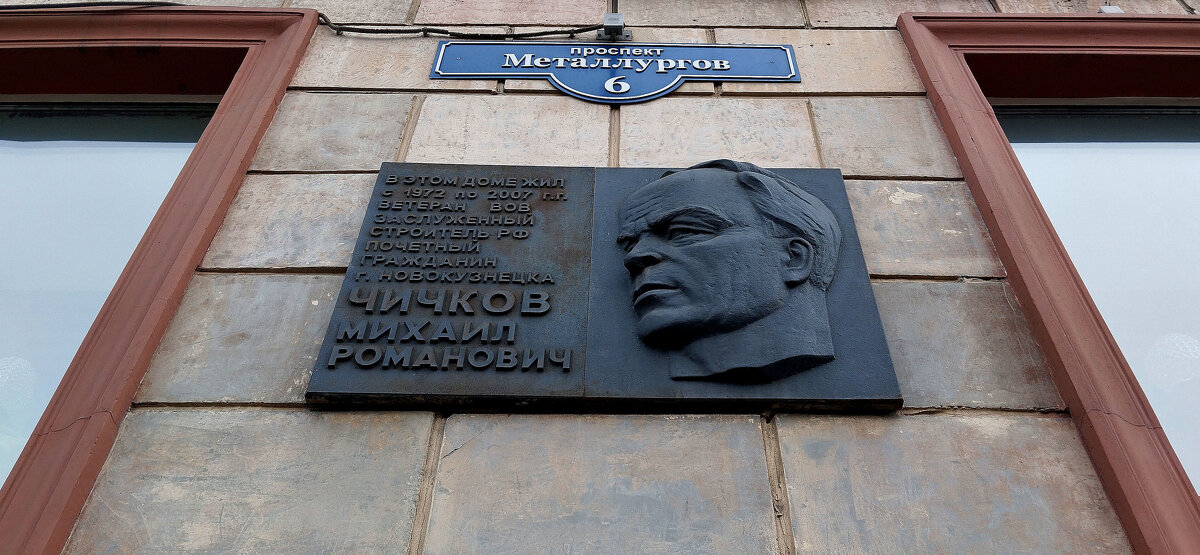 проспект
Металлургов
6
В ЭТОМ ДОМЕ ЖИЛ
с 1972 по 2007 г.г.
ВЕТЕРАН ВОВ
ЗАСЛУЖЕННЫЙ
СТРОИТЕЛЬ РФ
ПОЧЕТНЫЙ
ГРАЖДАНИН
г. НОВОКУЗНЕЦКА
ЧИЧКОВ
МИХАИЛ
РОМАНОВИЧ